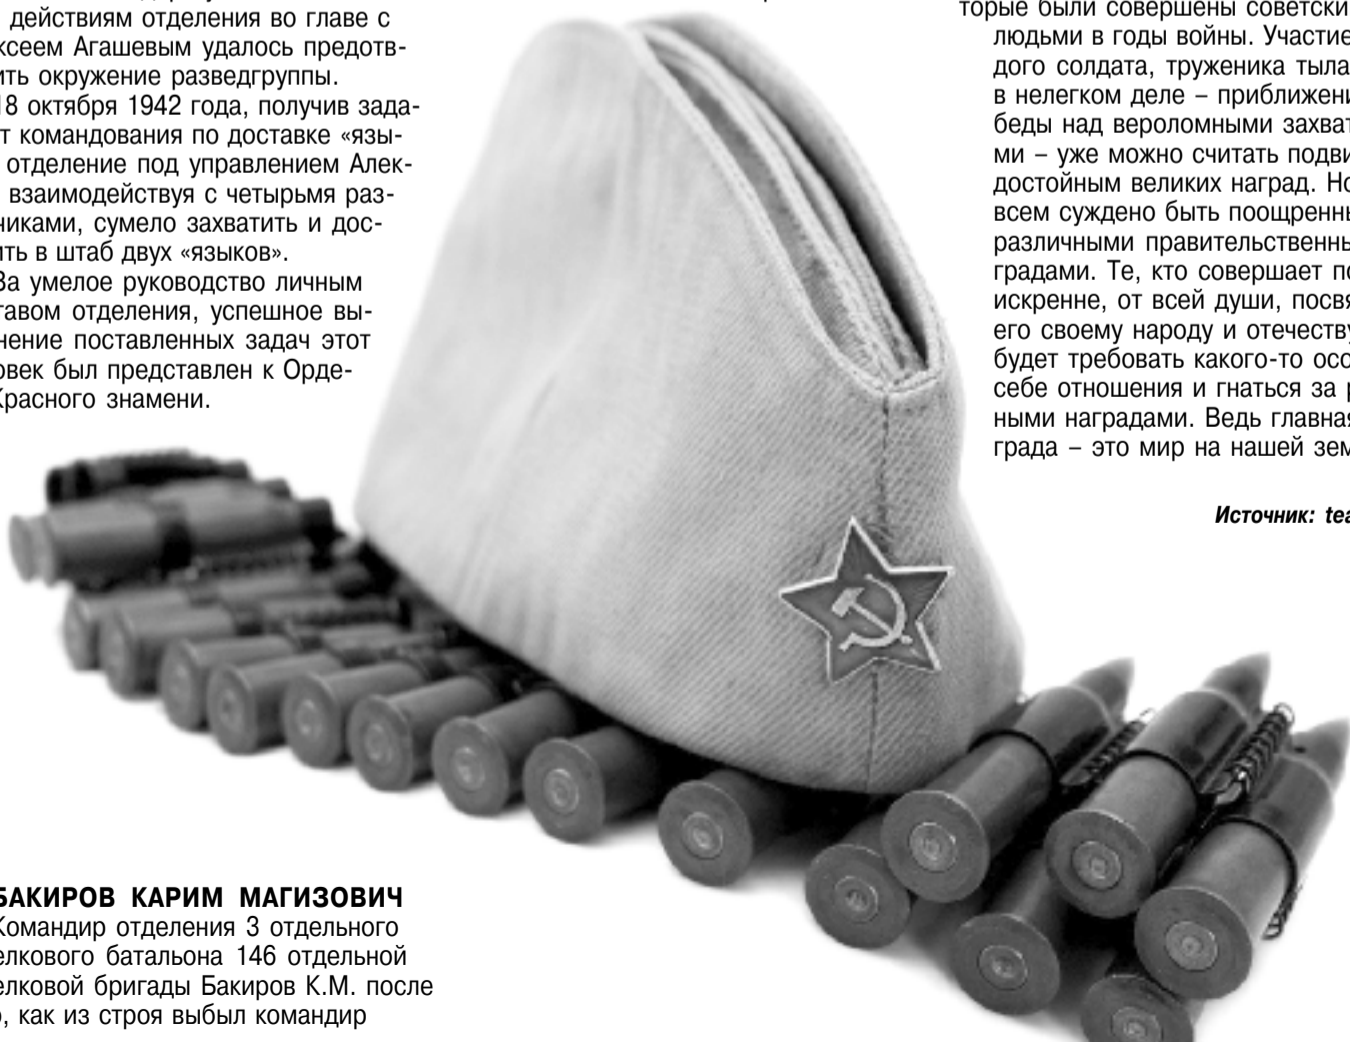 действиям отделения во главе с
ксеем Агашевым удалось предотв-
ить окружение разведгруппы.
18 октября 1942 года, получив зада-
т командования по доставке «язы-
отделение под управлением Алек-
взаимодействуя с четырьмя раз-
никами, сумело захватить и дос-
ить в штаб двух «языков».
За умелое руководство личным
тавом отделения, успешное вы-
нение поставленных задач этот
овек был представлен к Орде-
Красного знамени.
БАКИРОВ КАРИМ МАГИЗОВИЧ
Командир отделения 3 отдельного
елкового батальона 146 отдельной
елковой бригады Бакиров К.М. после
о, как из строя выбыл командир
торые были совершены советски
людьми в годы войны. Участие
дого солдата, труженика тыла
в нелегком деле – приближени
беды над вероломными захват
ми – уже можно считать подви
достойным великих наград. Но
всем суждено быть поощренны
различными правительственны
градами. Те, кто совершает по
искренне, от всей души, посвя
его своему народу и отечеству
будет требовать какого-то осо
себе отношения и гнаться за р
ными наградами. Ведь главная
града – это мир на нашей зем
Источник: tea